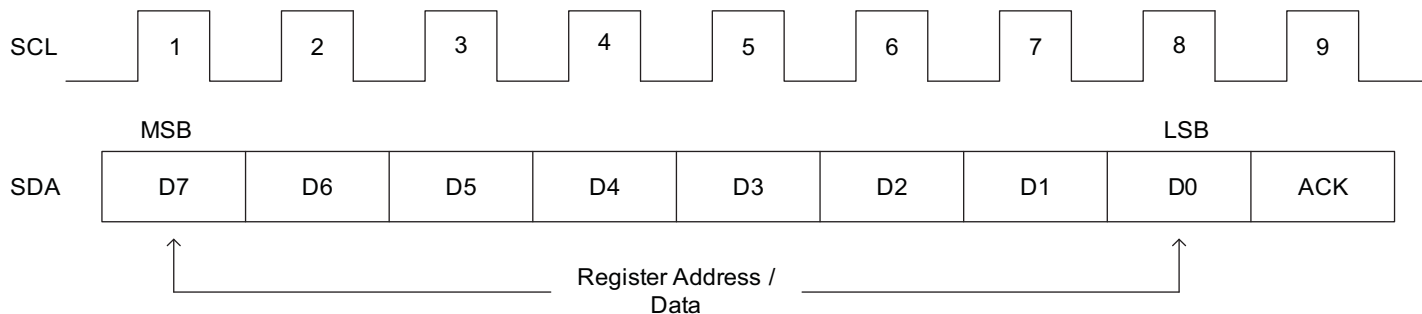 SCL 1 2 3 4 5 6 7 8 9
MSB LSB
SDA D7 D6 D5 D4 D3 D2 D1 D0 ACK
Register Address /
Data